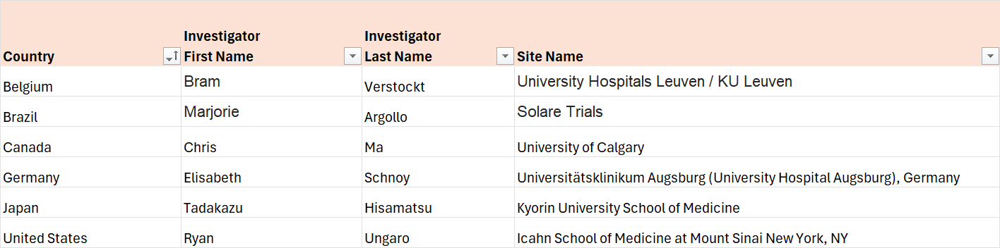 Country Investigator First Name Investigator Last Name Site Name
Belgium Bram Verstockt University Hospitals Leuven / KU Leuven
Brazil Marjorie Argollo Solare Trials
Canada Chris Ma University of Calgary
Germany Elisabeth Schnoy Universitätsklinikum Augsburg (University Hospital Augsburg), Germany
Japan Tadakazu Hisamatsu Kyorin University School of Medicine
United States Ryan Ungaro Icahn School of Medicine at Mount Sinai New York, NY